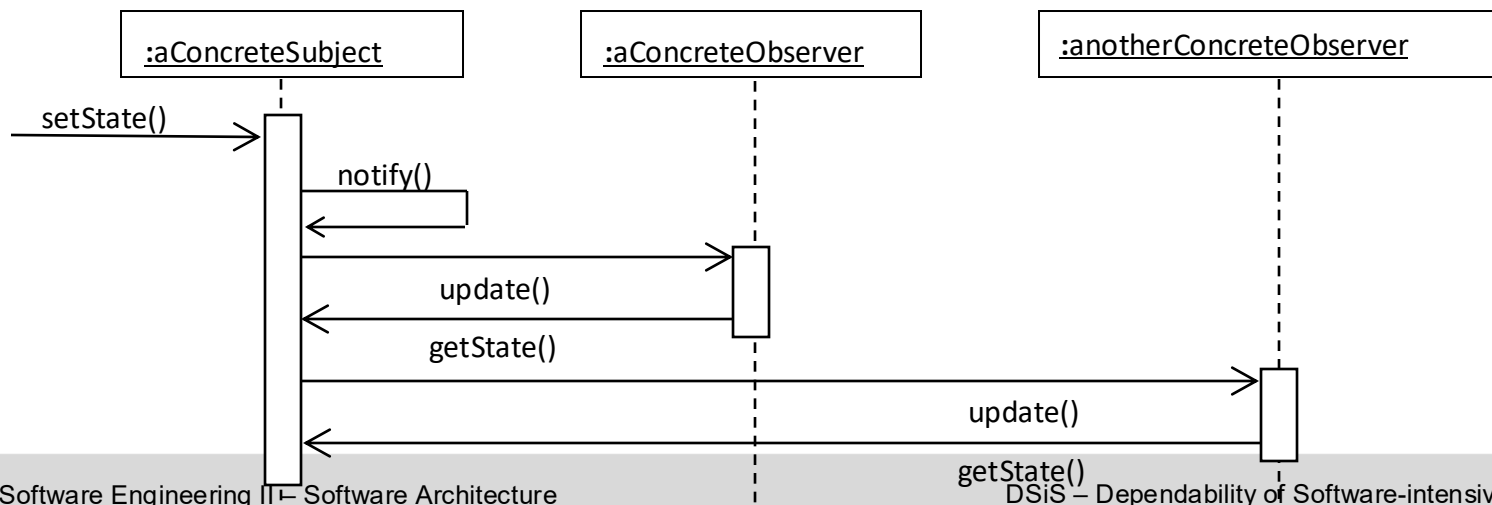 :aConcreteSubject
:aConcreteObserver
:anotherConcreteObserver
setState()
notify()
update()
getState()
update()
getState()
Software Engineering II – Software Architecture
DSiS – Dependability of Software-intensiv